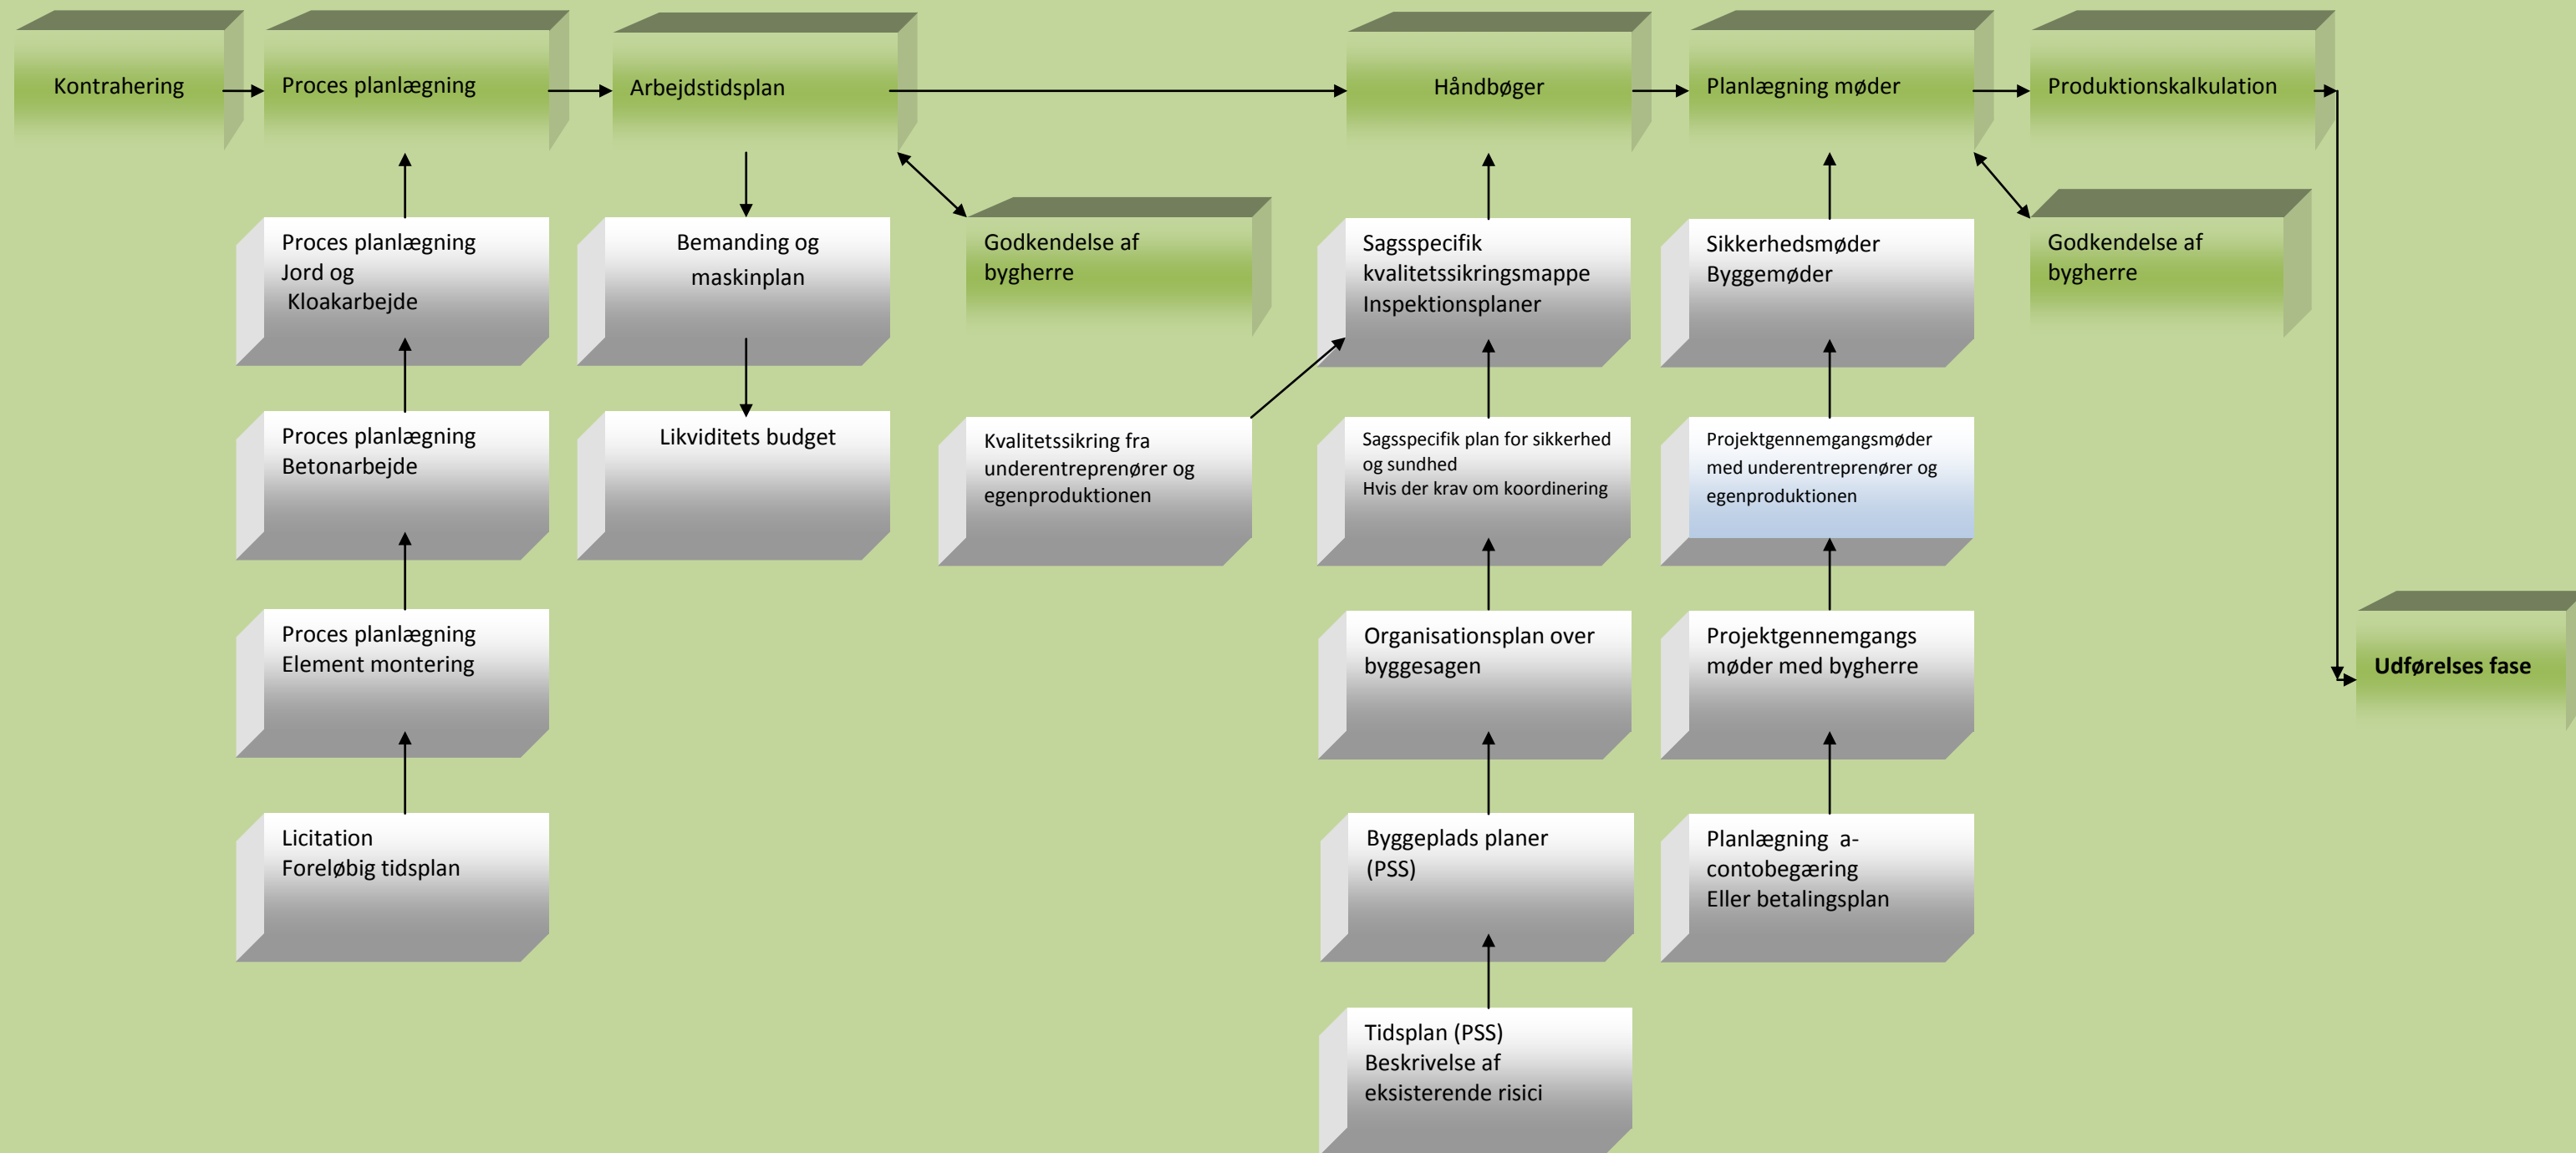 Kontrahering
Proces planlægning
Arbejdstidsplan
Håndbøger
Planlægning møder
Produktionskalkulation
Proces planlægning
Jord og
Kloakarbejde
Bemanding og
maskinplan
Godkendelse af
bygherre
Sagsspecifik
kvalitetssikringsmappe
Inspektionsplaner
Sikkerhedsmøder
Byggemøder
Godkendelse af
bygherre
Proces planlægning
Betonarbejde
Likviditets budget
Kvalitetssikring fra
underentreprenører og
egenproduktionen
Sagsspecifik plan for sikkerhed
og sundhed
Hvis der krav om koordinering
Projektgennemgangsmøder
med underentreprenører og
egenproduktionen
Proces planlægning
Element montering
Organisationsplan over
byggesagen
Projektgennemgangs
møder med bygherre
Udførelses fase
Licitation
Foreløbig tidsplan
Byggeplads planer
(PSS)
Planlægning  a-
contobegæring
Eller betalingsplan
Tidsplan (PSS)
Beskrivelse af
eksisterende risici